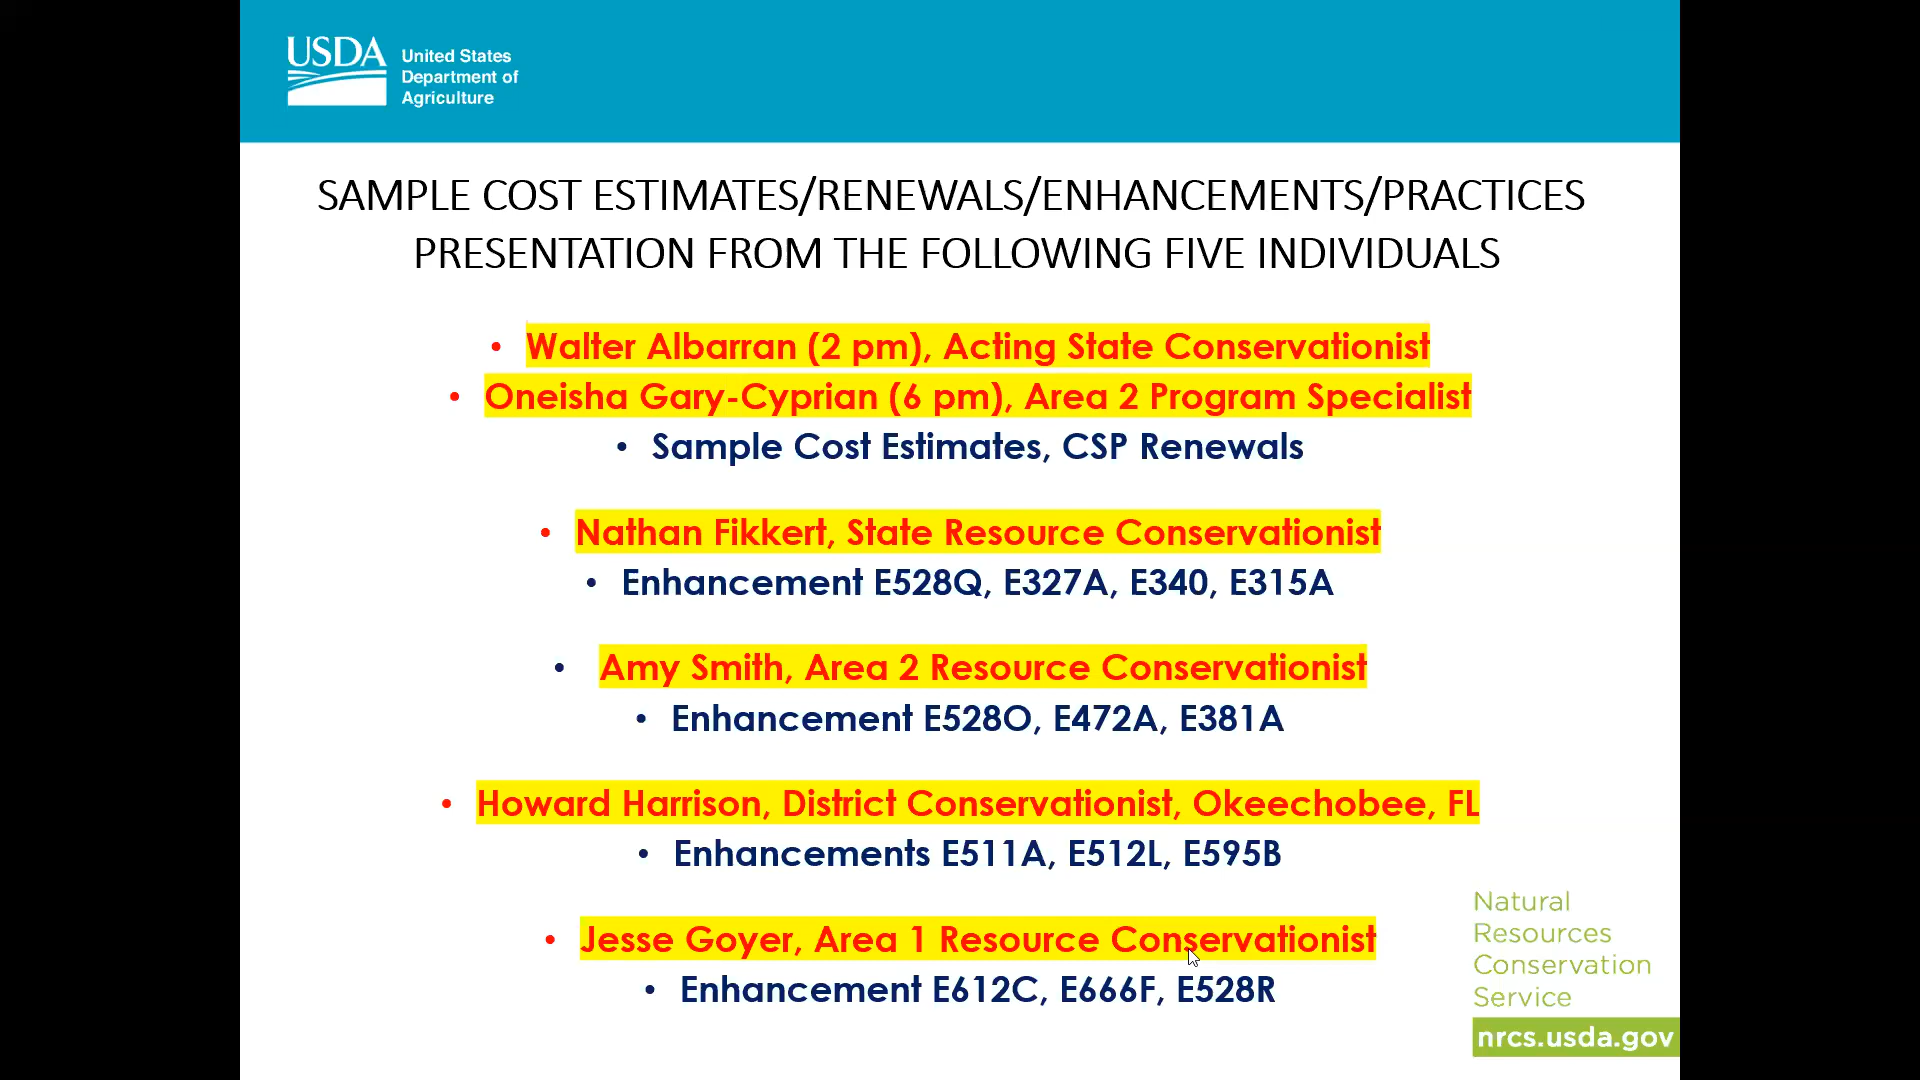 USDA
United States
Department of
Agriculture
SAMPLE COST ESTIMATES/RENEWALS/ENHANCEMENTS/PRACTICES
PRESENTATION FROM THE FOLLOWING FIVE INDIVIDUALS
• Walter Albarran (2 pm), Acting State Conservationist
• Oneisha Gary-Cyprian (6 pm), Area 2 Program Specialist
• Sample Cost Estimates, CSP Renewals
• Nathan Fikkert, State Resource Conservationist
• Enhancement E528Q, E327A, E340, E315A
• Amy Smith, Area 2 Resource Conservationist
• Enhancement E528O, E472A, E381A
• Howard Harrison, District Conservationist, Okeechobee, FL
• Enhancements E511A, E512L, E595B
• Jesse Goyer, Area 1 Resource Conservationist
• Enhancement E612C, E666F, E528R
Natural
Resources
Conservation
Service
nrcs.usda.gov